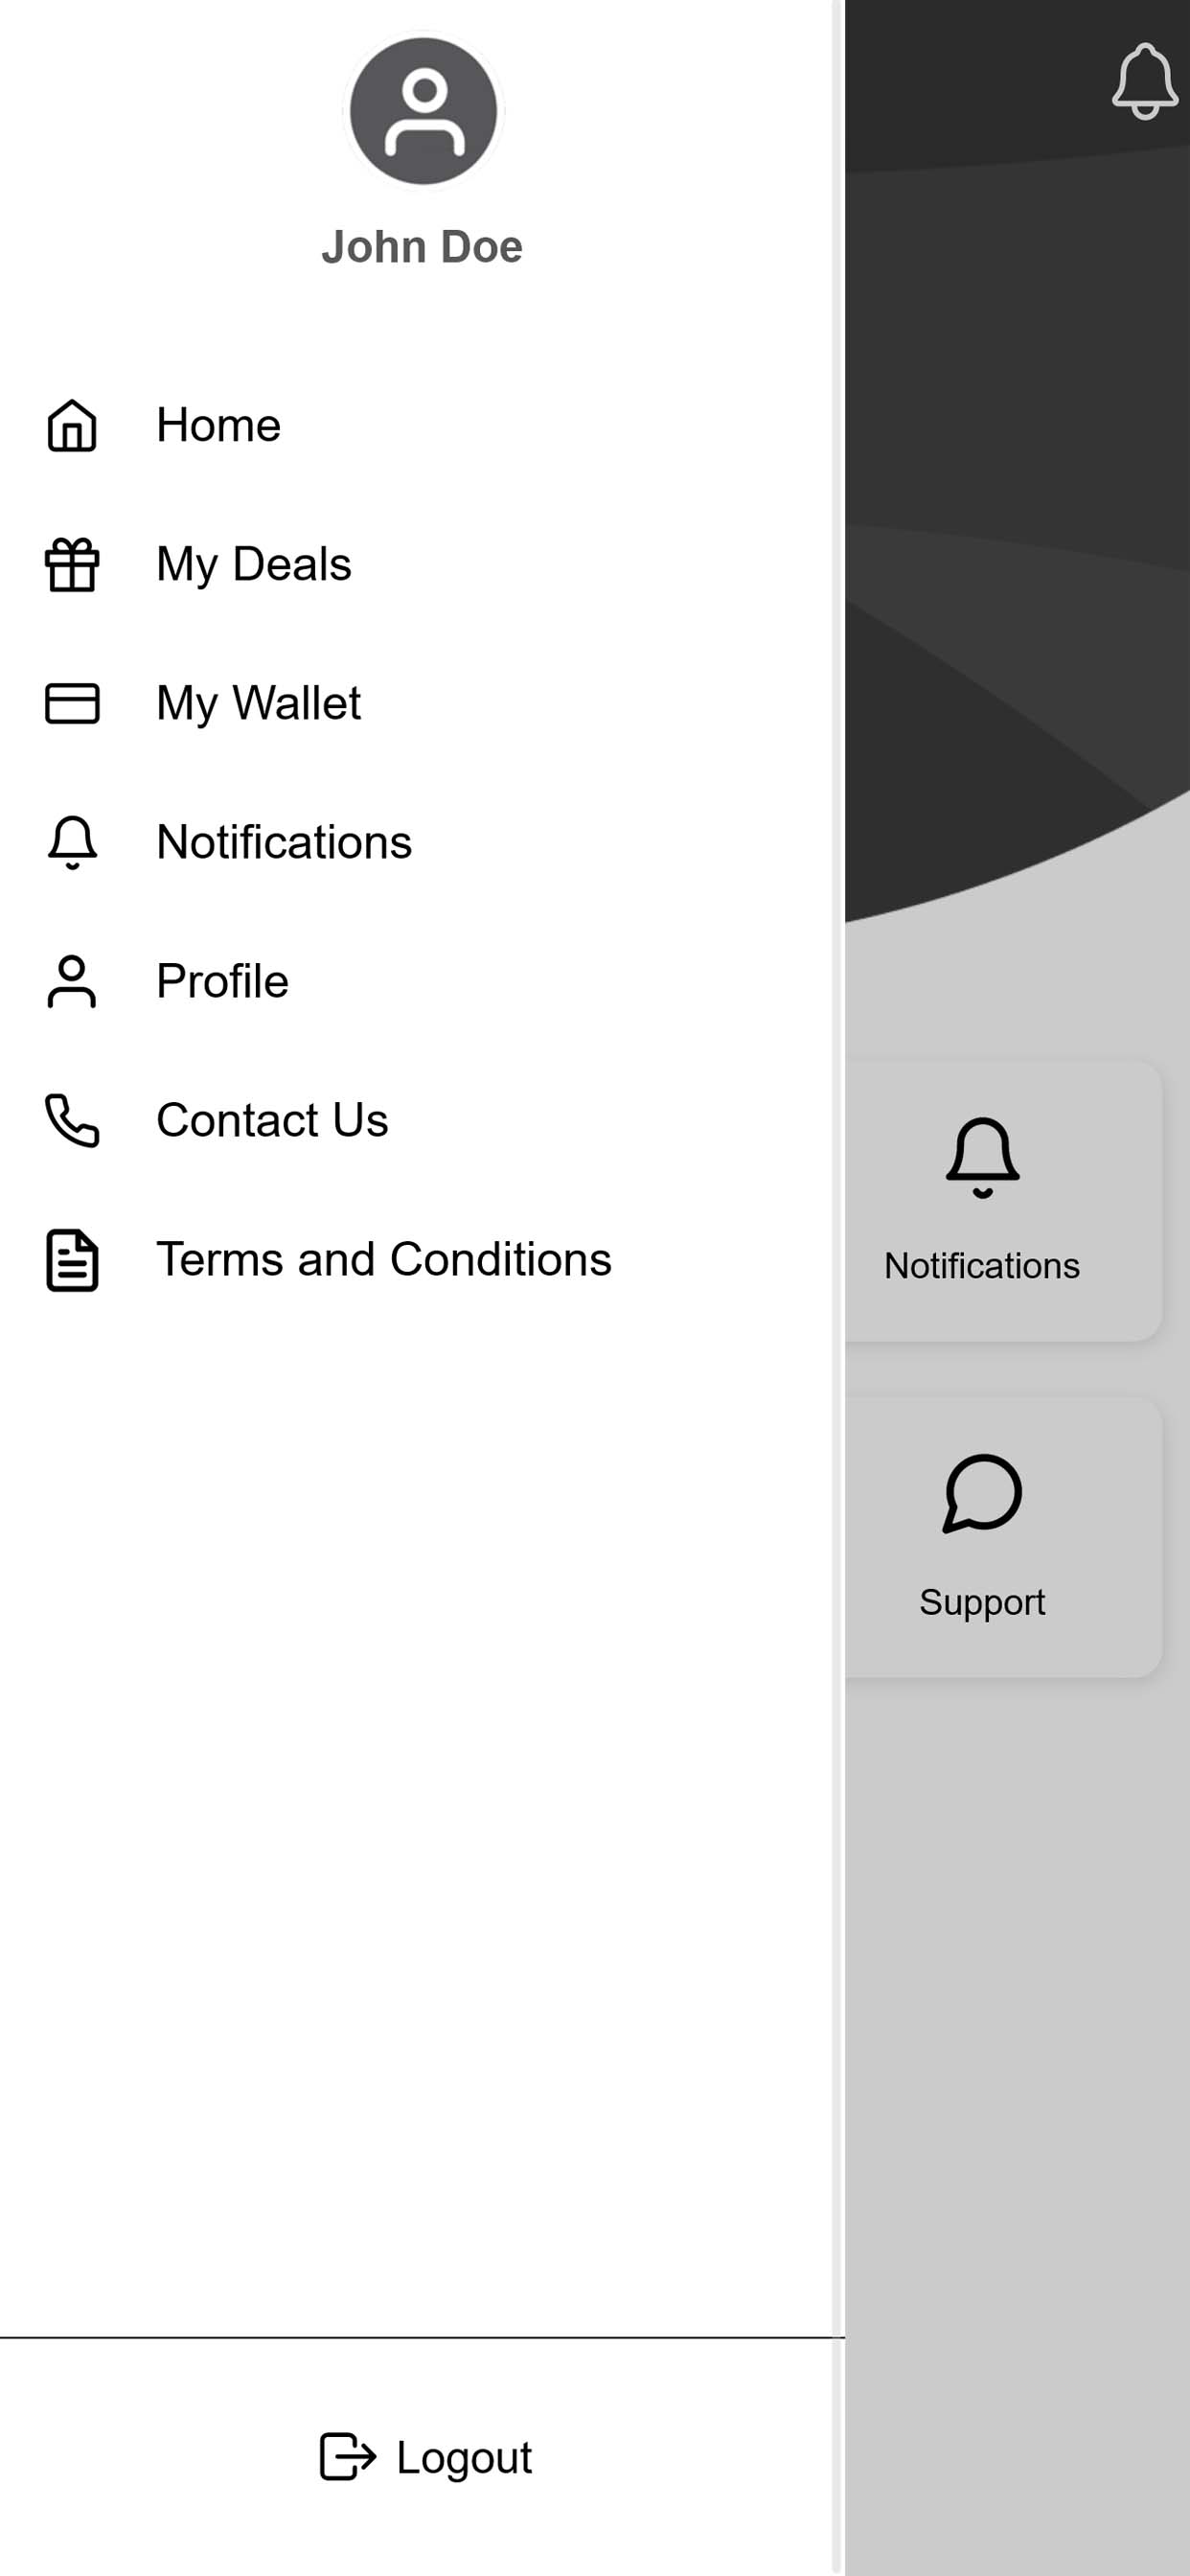 John Doe
Home
My Deals
My Wallet
Notifications
Profile
Contact Us
Terms and Conditions
Notifications
Support
Logout